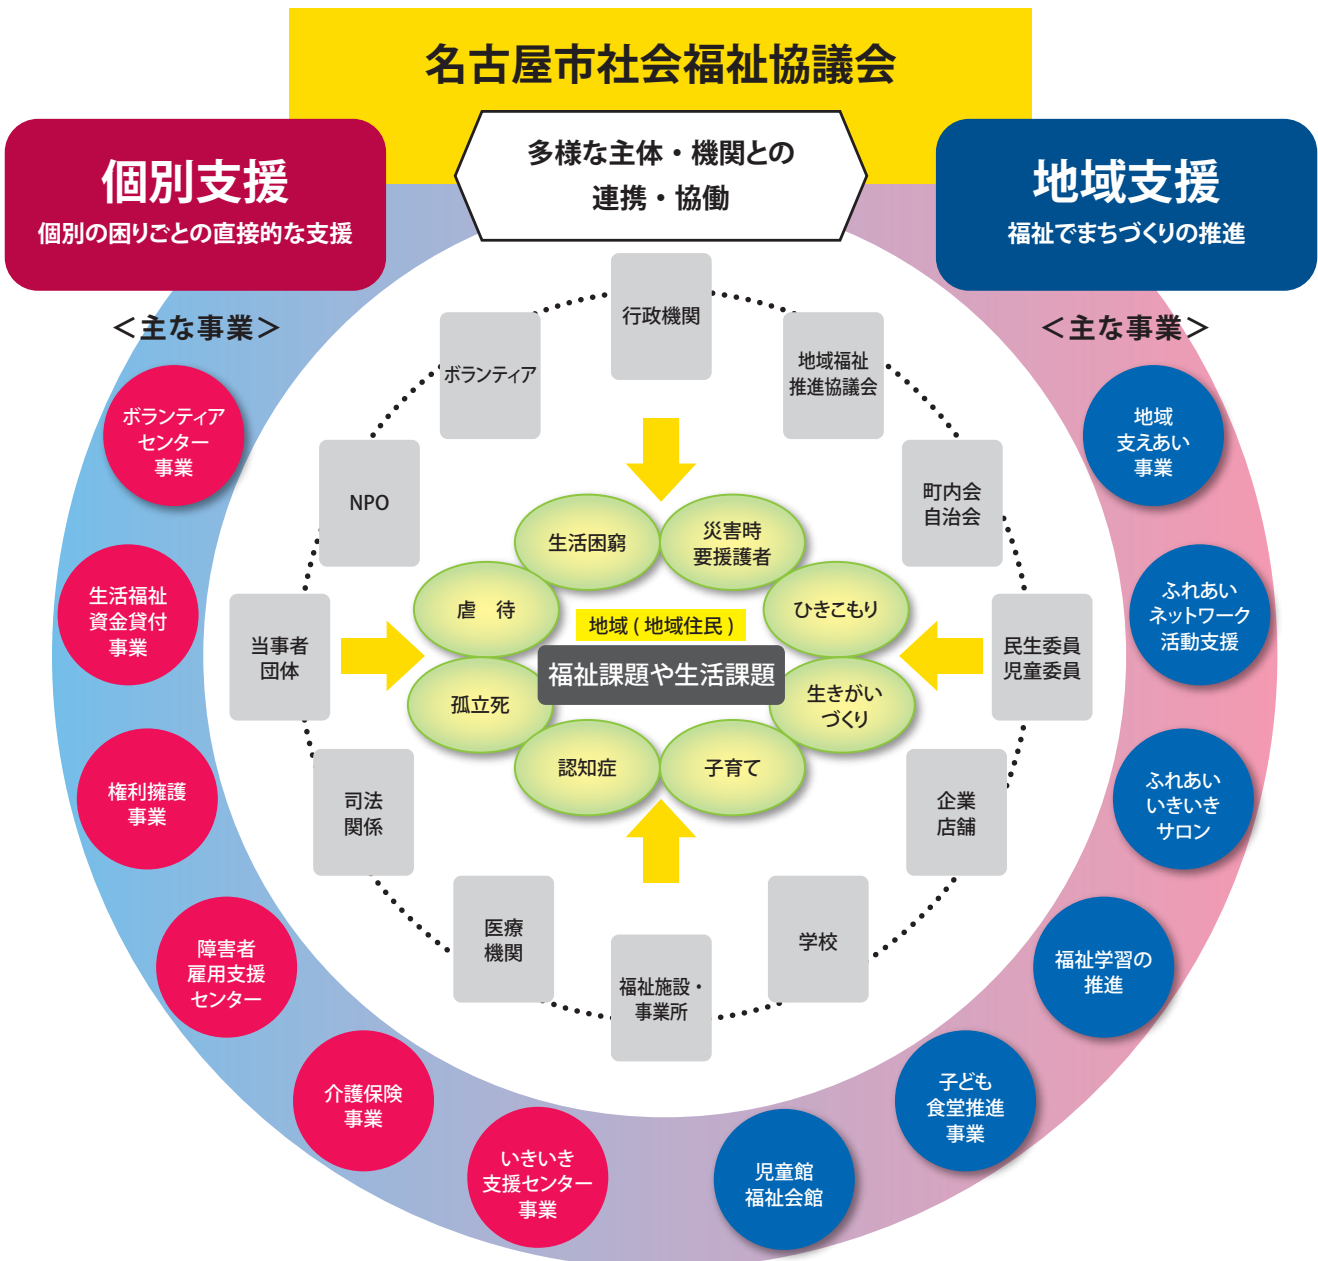 名古屋市社会福祉協議会
多様な主体・機関との
連携・協働
個別支援
個別の困りごとの直接的な支援
地域支援
福祉でまちづくりの推進
＜主な事業＞
ボランティア
センター
事業
生活福祉
資金貸付
事業
権利擁護
事業
障害者
雇用支援
センター
介護保険
事業
いきいき
支援センター
事業
＜主な事業＞
地域
支えあい
事業
ふれあい
ネットワーク
活動支援
ふれあい
いきいき
サロン
福祉学習の
推進
子ども
食堂推進
事業
児童館
福祉会館
行政機関
地域福祉
推進協議会
町内会
自治会
民生委員
児童委員
企業
店舗
学校
福祉施設・
事業所
医療
機関
司法
関係
当事者
団体
NPO
ボランティア
生活困窮
災害時
要援護者
ひきこもり
生きがい
づくり
子育て
認知症
孤立死
虐　待
地域 ( 地域住民 )
福祉課題や生活課題